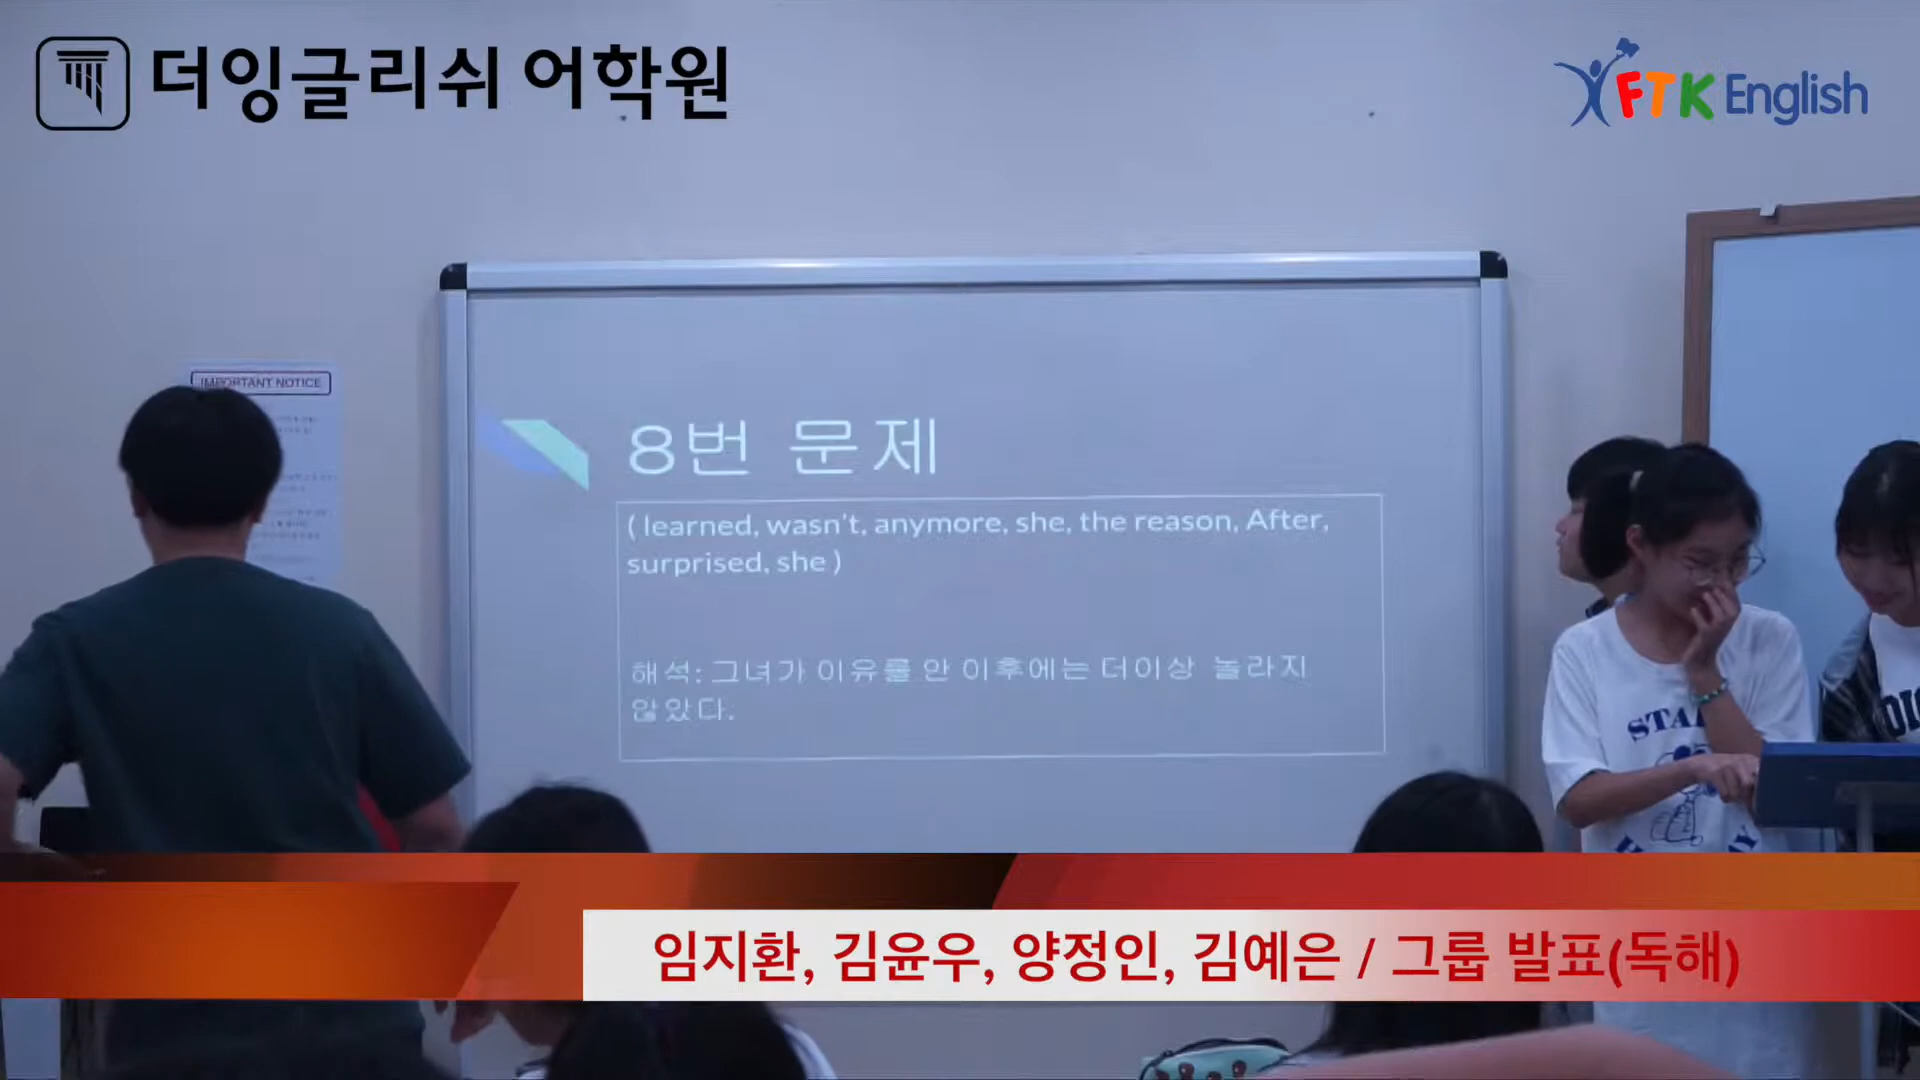 더잉글리쉬 어학원
FTK English
IMPORTANT NOTICE
8번 문제
( learned, wasn't, anymore, she, the reason, After,
surprised, she )
해석: 그녀가 이유를 안 이후에는 더이상 놀라지
않았다.
임지환, 김윤우, 양정인, 김예은 / 그룹 발표(독해)